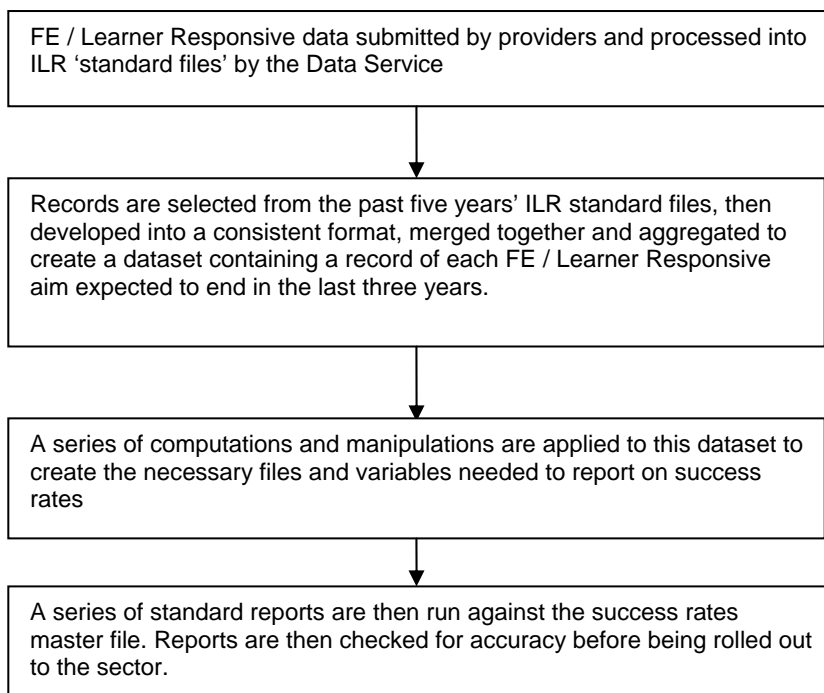 FE / Learner Responsive data submitted by providers and processed into
ILR ‘standard files’ by the Data Service
Records are selected from the past five years’ ILR standard files, then
developed into a consistent format, merged together and aggregated to
create a dataset containing a record of each FE / Learner Responsive
aim expected to end in the last three years.
A series of computations and manipulations are applied to this dataset to
create the necessary files and variables needed to report on success
rates
A series of standard reports are then run against the success rates
master file. Reports are then checked for accuracy before being rolled out
to the sector.